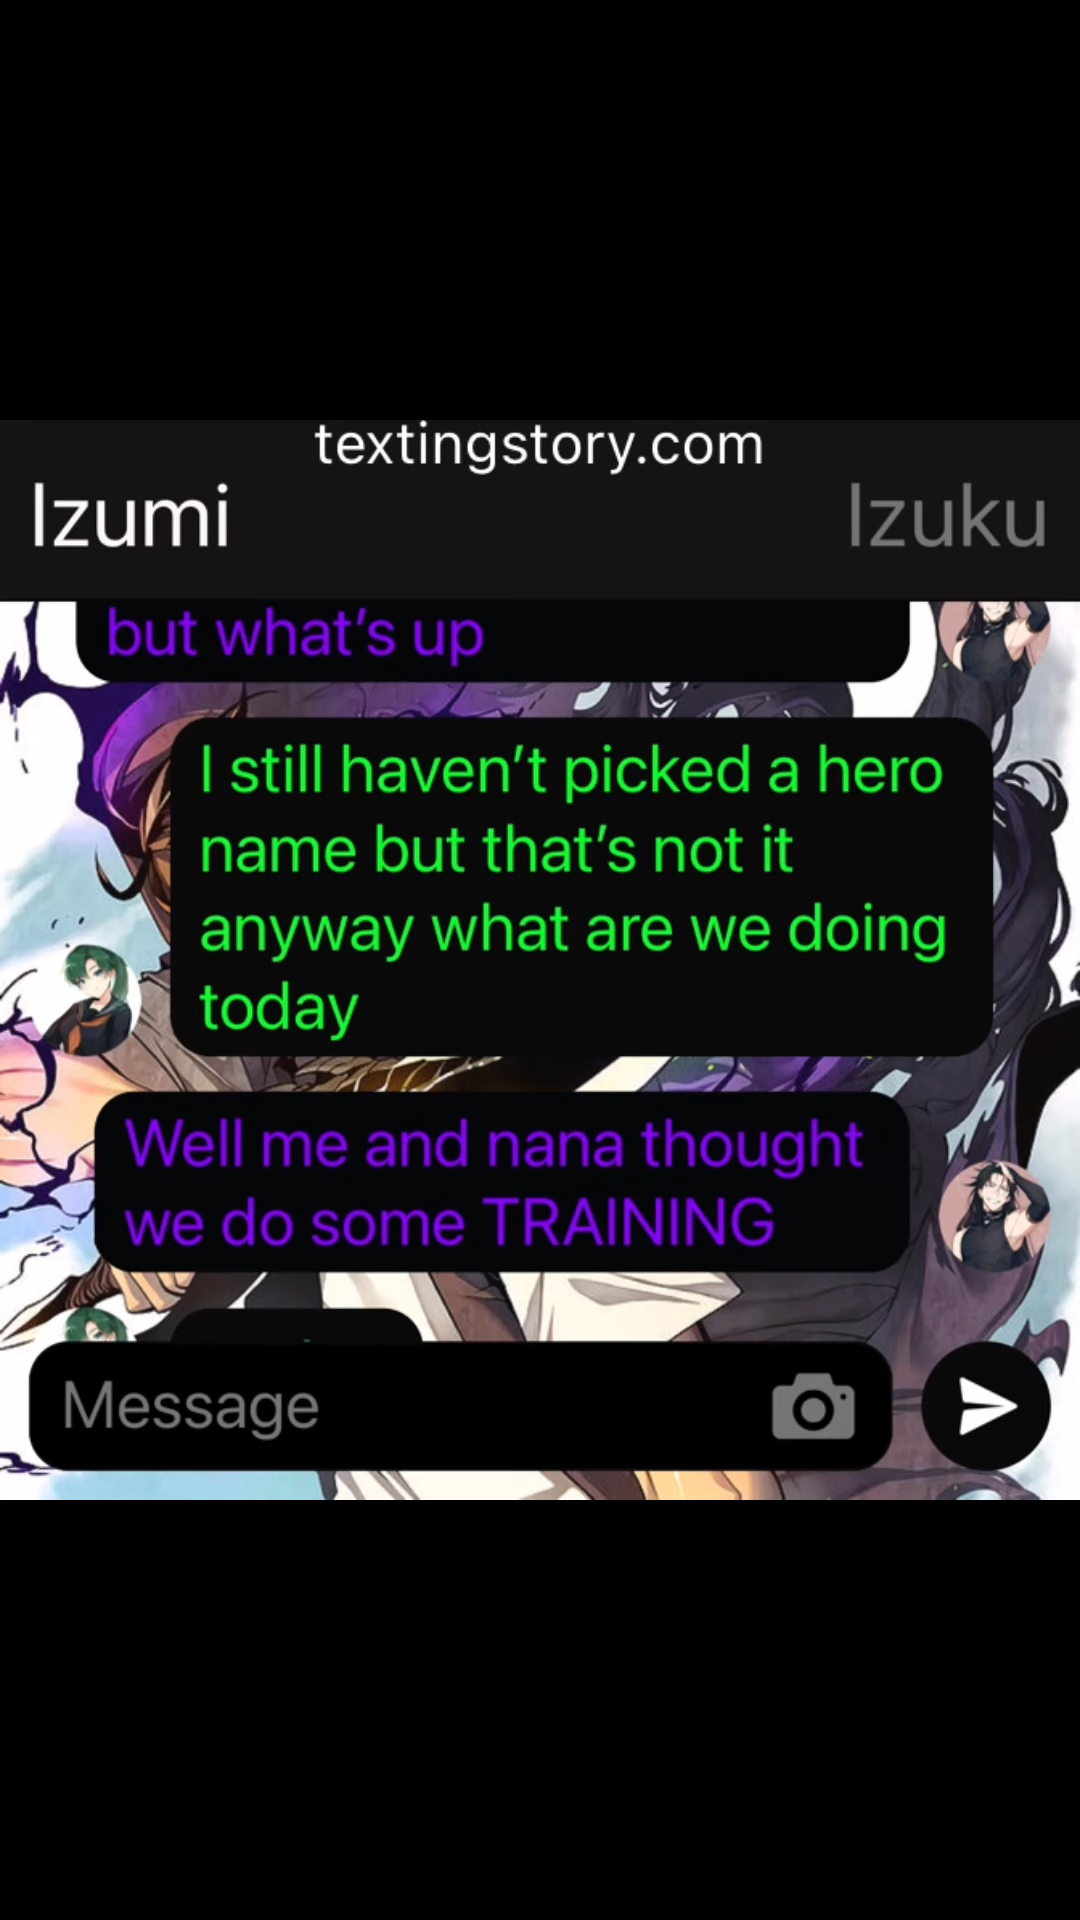 textingstory.com
Izumi
Izuku
but what's up
I still haven't picked a hero
name but that's not it
anyway what are we doing
today
Well me and nana thought
we do some TRAINING
Message